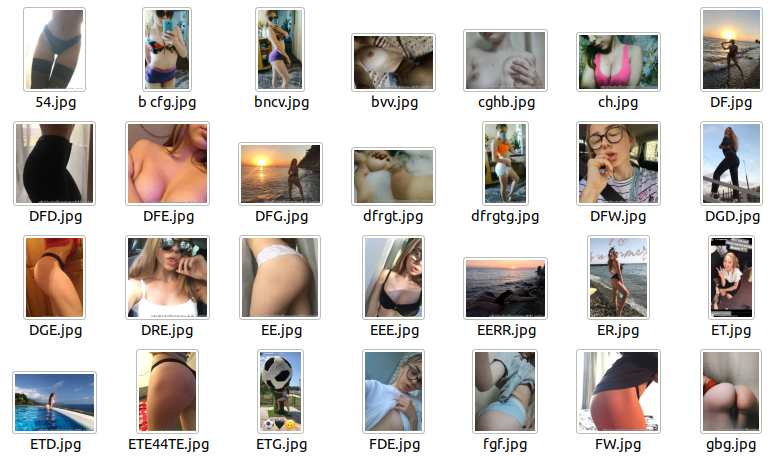 54.jpg b cfg.jpg bncv.jpg bvv.jpg cghb.jpg ch.jpg DF.jpg
DFD.jpg DFE.jpg DFG.jpg dfrgt.jpg dfrgtg.jpg DFW.jpg DGD.jpg
DGE.jpg DRE.jpg EE.jpg EEE.jpg EERR.jpg ER.jpg ET.jpg
ETD.jpg ETE44TE.jpg ETG.jpg FDE.jpg fgf.jpg FW.jpg gbg.jpg